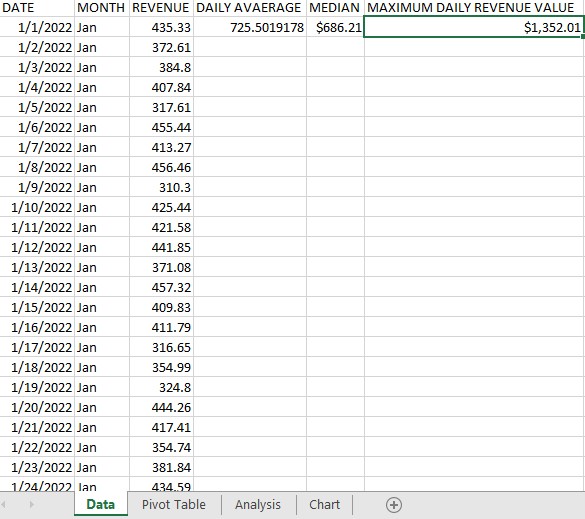 DATE MONTH REVENUE DAILY AVAERAGE MEDIAN MAXIMUM DAILY REVENUE VALUE
1/1/2022 Jan 435.33 725.5019178 $686.21 $1,352.01
1/2/2022 Jan 372.61
1/3/2022 Jan 384.8
1/4/2022 Jan 407.84
1/5/2022 Jan 317.61
1/6/2022 Jan 455.44
1/7/2022 Jan 413.27
1/8/2022 Jan 456.46
1/9/2022 Jan 310.3
1/10/2022 Jan 425.44
1/11/2022 Jan 421.58
1/12/2022 Jan 441.85
1/13/2022 Jan 371.08
1/14/2022 Jan 457.32
1/15/2022 Jan 409.83
1/16/2022 Jan 411.79
1/17/2022 Jan 316.65
1/18/2022 Jan 354.99
1/19/2022 Jan 324.8
1/20/2022 Jan 444.26
1/21/2022 Jan 417.41
1/22/2022 Jan 354.74
1/23/2022 Jan 381.84
1/24/2022 Jan 434.59
Data Pivot Table Analysis Chart